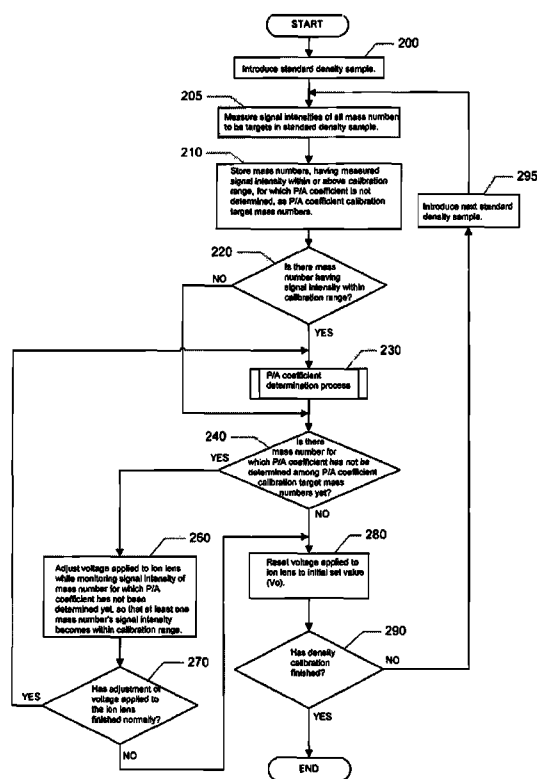 START
200
Introduce standard density sample.
205
Measure signal intensities of all mass number
to be targets in standard density sample.
210
Store mass numbers, having measured
signal intensity within or above calibration
range, for which P/A coefficient is not
determined, as P/A coefficient calibration
target mass numbers.
295
Introduce next standard
density sample.
220
Is there mass
number having
signal intensity within
calibration range?
NO
YES
230
P/A coefficient
determination process
240
Is there
mass number for
which P/A coefficient has not be
determined among P/A coefficient
calibration target mass
numbers yet?
YES
NO
260
Adjust voltage applied to ion lens
while monitoring signal intensity of
mass number for which P/A
coefficient has not been
determined yet, so that at least one
mass number's signal intensity
becomes within calibration range.
280
Reset voltage applied to
ion lens to initial set value
(Vo).
270
Has adjustment of
voltage applied to
the ion lens
finished normally?
YES
NO
290
Has density
calibration
finished?
NO
YES
END